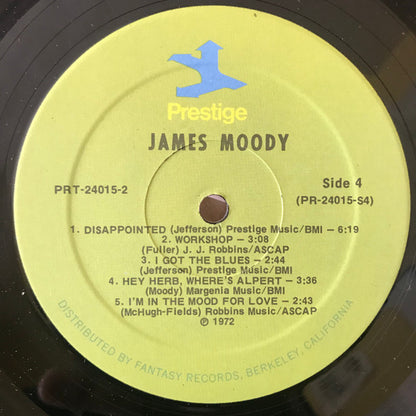 Prestige
JAMES MOODY
PRT-24015-2
Side 4
(PR-24015-S4)
1. DISAPPOINTED (Jefferson) Prestige Music/BMI – 6:19
2. WORKSHOP – 3:08
(Fuller) J. J. Robbins/ASCAP
3. I GOT THE BLUES – 2:44
(Jefferson) Prestige Music/BMI
4. HEY HERB, WHERE'S ALPERT – 3:36
(Moody) Margenia Music/BMI
5. I'M IN THE MOOD FOR LOVE – 2:43
(McHugh-Fields) Robbins Music/ASCAP
℗ 1972
DISTRIBUTED BY FANTASY RECORDS, BERKELEY, CALIFORNIA